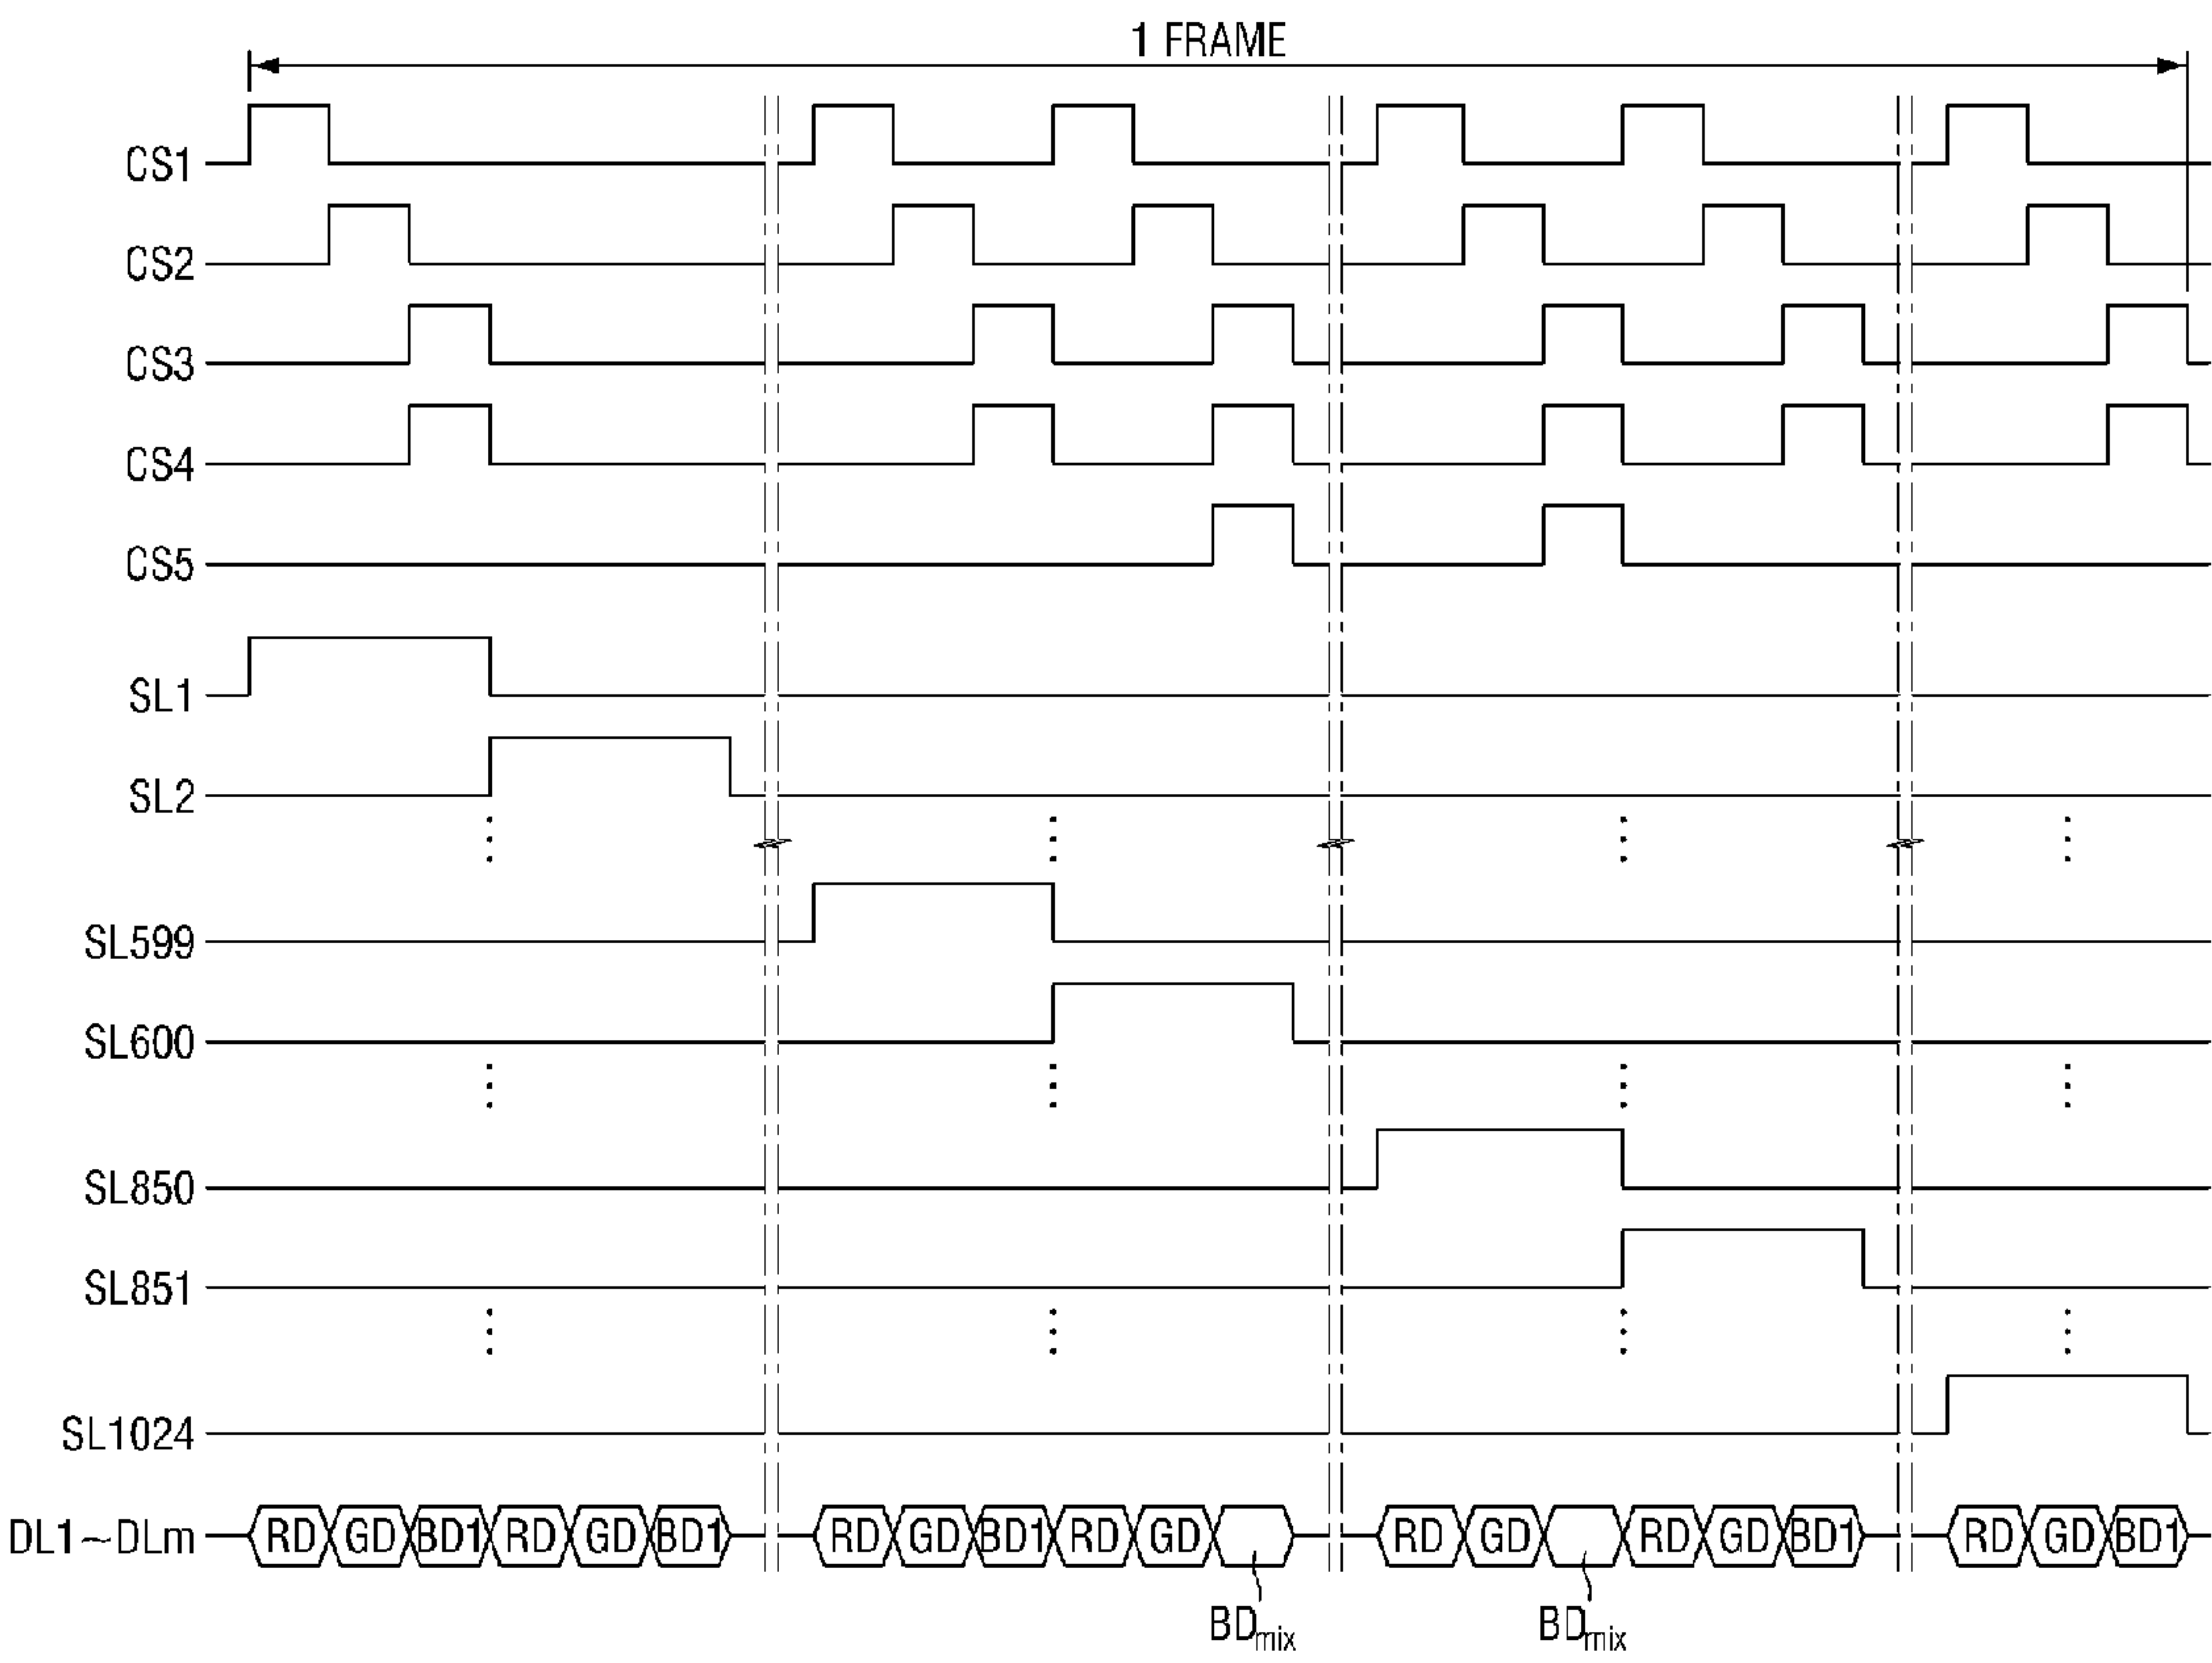 1 FRAME
CS1
CS2
CS3
CS4
CS5
SL1
SL2
SL599
SL600
SL850
SL851
SL1024
DL1~DLm RD GD BD1 RD GD BD1 RD GD BD1 RD GD RD GD RD GD BD1 RD GD BD1
BDmix BDmix